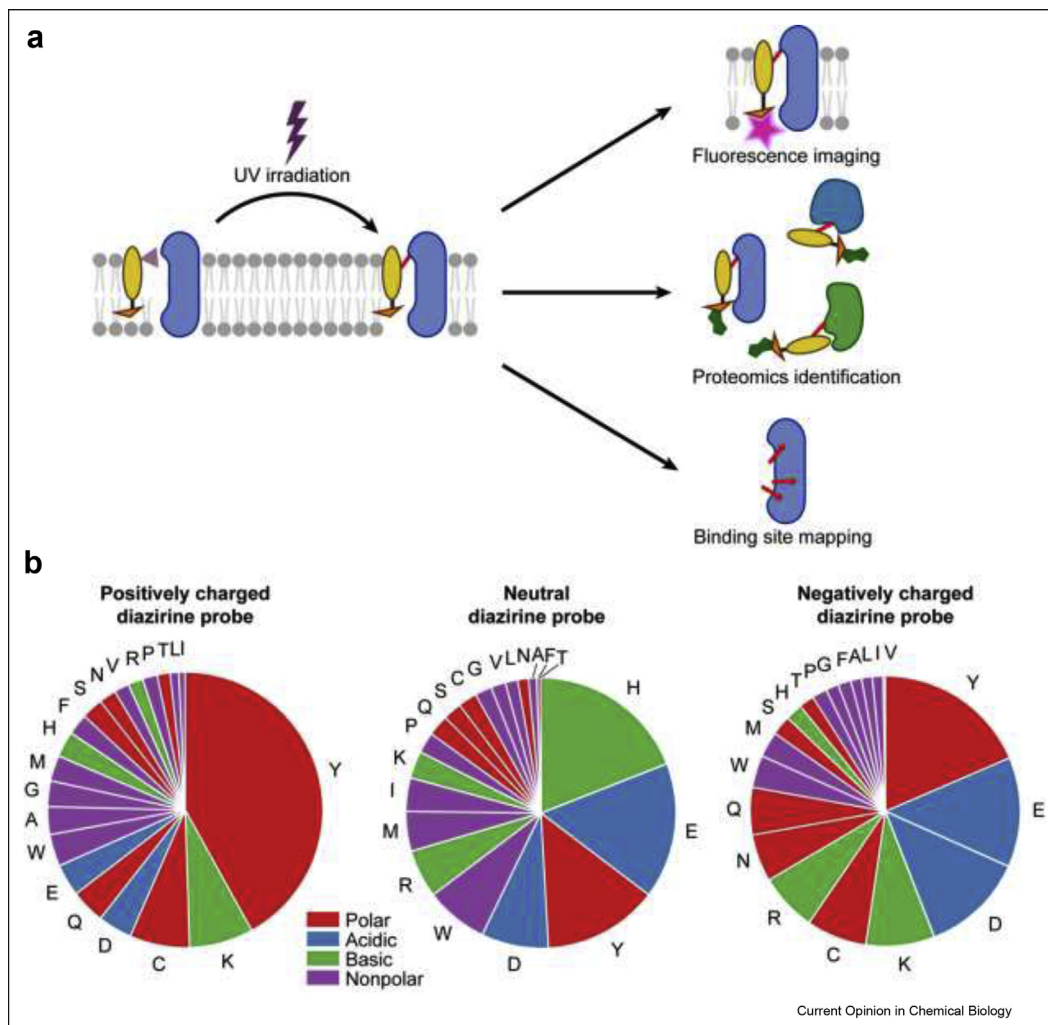 a
UV irradiation
Fluorescence imaging
Proteomics identification
Binding site mapping
b
Positively charged
diazirine probe
Y
K
C
D
Q
E
W
A
G
M
H
F
S
N
V
R
P
T
L
I
Neutral
diazirine probe
H
E
Y
D
W
R
M
I
K
P
Q
S
C
G
V
L
N
A
F
T
Negatively charged
diazirine probe
Y
E
D
K
C
R
N
Q
W
M
S
H
T
P
G
F
A
L
I
V
Polar
Acidic
Basic
Nonpolar
Current Opinion in Chemical Biology